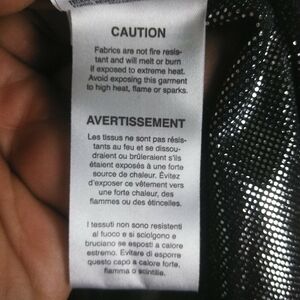 CAUTION
Fabrics are not fire resis-
tant and will melt or burn
if exposed to extreme heat.
Avoid exposing this garment
to high heat, flame or sparks.
AVERTISSEMENT
Les tissus ne sont pas résis-
tants au feu et se dissou-
draient ou brûleraient s'ils
étaient exposés à une forte
source de chaleur. Évitez
d'exposer ce vêtement vers
une forte chaleur, des
flammes ou des étincelles.
I tessuti non sono resistenti
al fuoco e si sciolgono e
bruciano se esposti a calore
estremo. Evitare di esporre
questo capo a calore forte,
fiamma o scintille.